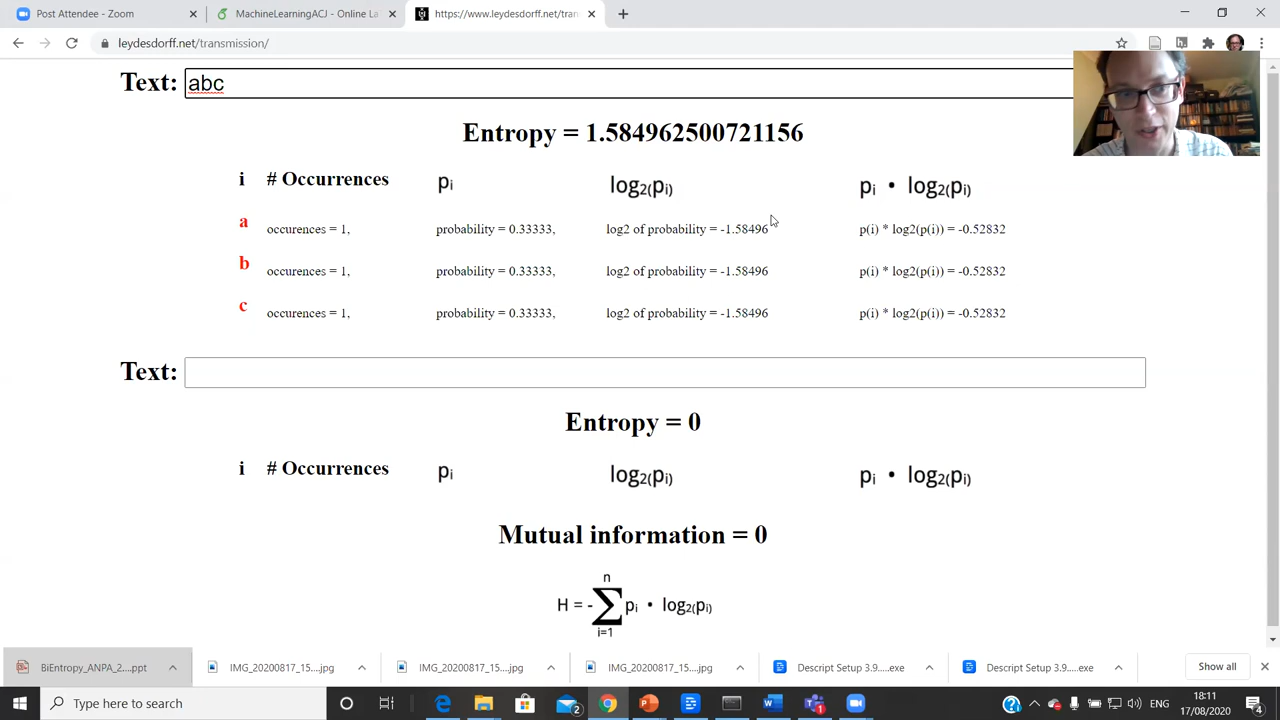 Post Attendee - Zoom
MachineLearningACJ - Online La
https://www.leydesdorff.net/tran
leydesdorff.net/transmission/
Text: abc
Entropy = 1.584962500721156
i # Occurrences pi log2(pi) pi • log2(pi)
a occurences = 1, probability = 0.33333, log2 of probability = -1.58496 p(i) * log2(p(i)) = -0.52832
b occurences = 1, probability = 0.33333, log2 of probability = -1.58496 p(i) * log2(p(i)) = -0.52832
c occurences = 1, probability = 0.33333, log2 of probability = -1.58496 p(i) * log2(p(i)) = -0.52832
Text:
Entropy = 0
i # Occurrences pi log2(pi) pi • log2(pi)
Mutual information = 0
n
H = - ∑ pi • log2(pi)
i=1
BiEntropy_ANPA_2....ppt IMG_20200817_15....jpg IMG_20200817_15....jpg IMG_20200817_15....jpg Descript Setup 3.9.....exe Descript Setup 3.9.....exe Show all
Type here to search
2
1
ENG
18:11
17/08/2020
4